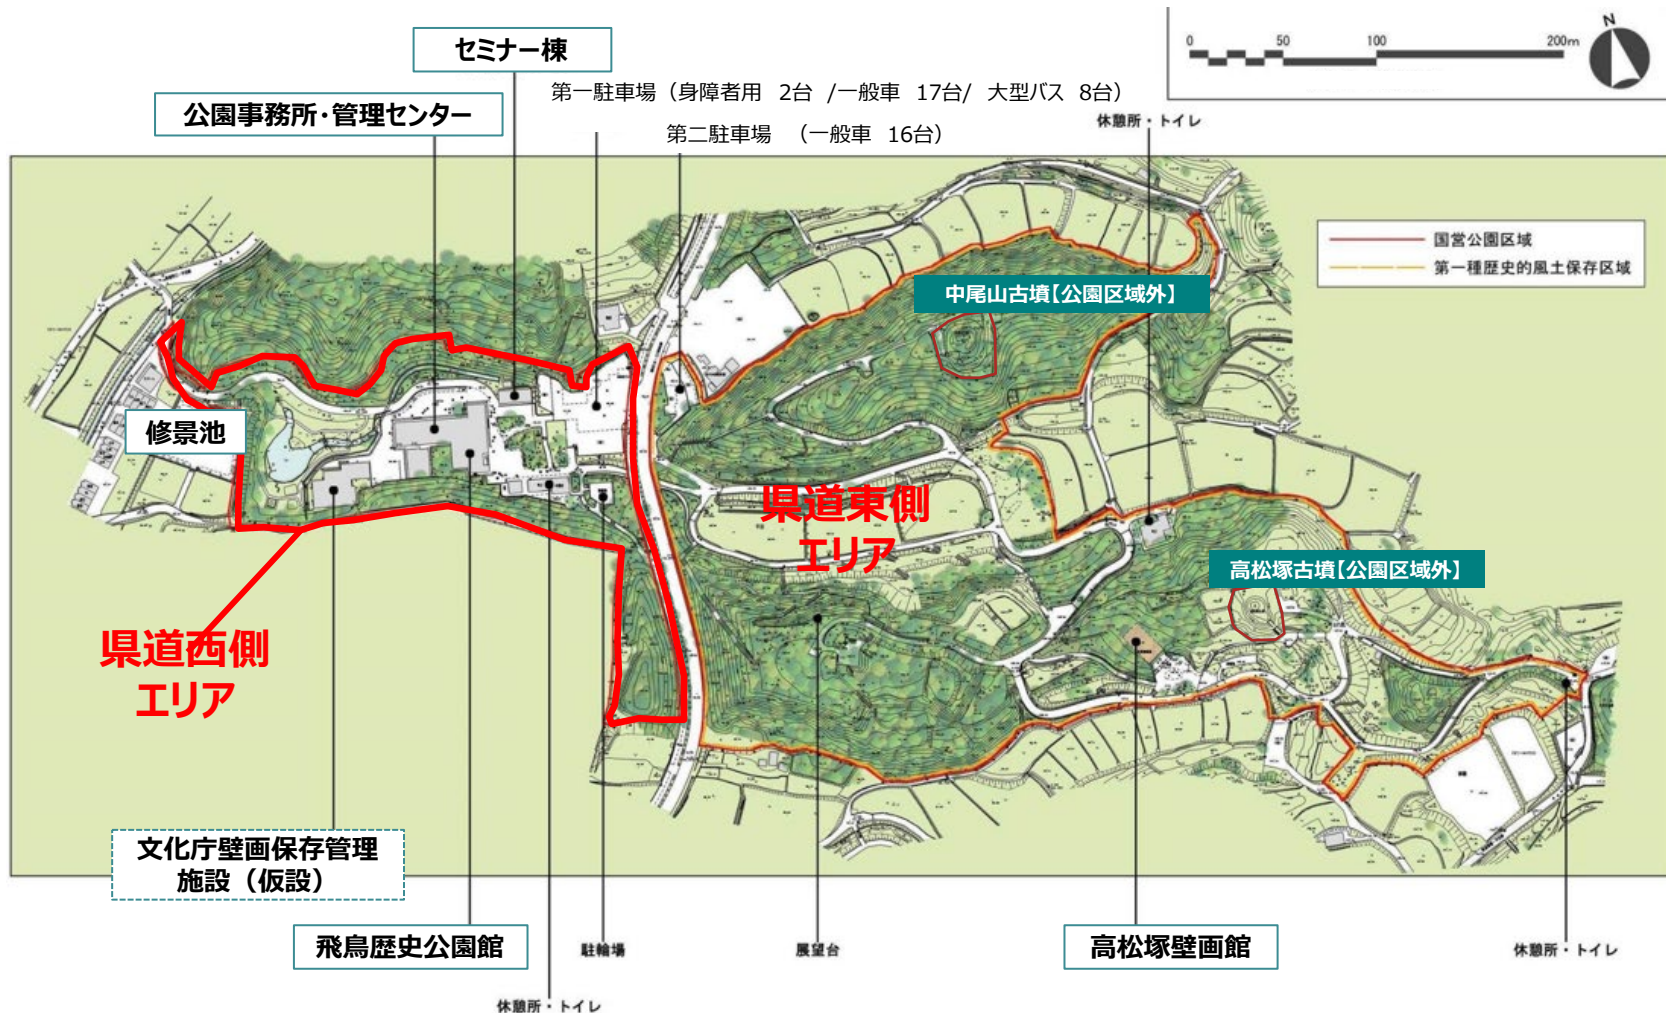 セミナー棟
0 50 100 200m
N
第一駐車場（身障者用 2台 /一般車 17台/ 大型バス 8台）
公園事務所・管理センター
休憩所・トイレ
第二駐車場 （一般車 16台）
国営公園区域
第一種歴史的風土保存区域
中尾山古墳【公園区域外】
修景池
県道東側
エリア
高松塚古墳【公園区域外】
県道西側
エリア
文化庁壁画保存管理
施設（仮設）
飛鳥歴史公園館
駐輪場
展望台
高松塚壁画館
休憩所・トイレ
休憩所・トイレ